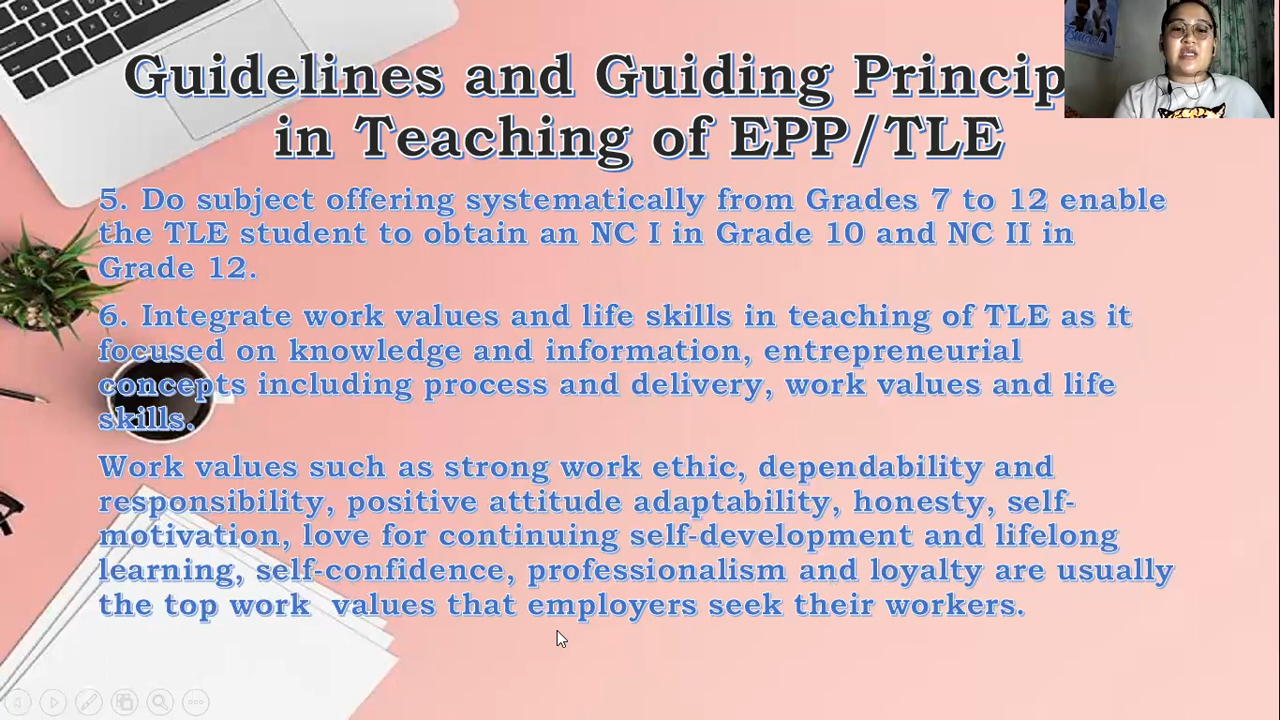 Guidelines and Guiding Princip
in Teaching of EPP/TLE
5. Do subject offering systematically from Grades 7 to 12 enable
the TLE student to obtain an NC I in Grade 10 and NC II in
Grade 12.
6. Integrate work values and life skills in teaching of TLE as it
focused on knowledge and information, entrepreneurial
concepts including process and delivery, work values and life
skills.
Work values such as strong work ethic, dependability and
responsibility, positive attitude adaptability, honesty, self-
motivation, love for continuing self-development and lifelong
learning, self-confidence, professionalism and loyalty are usually
the top work  values that employers seek their workers.